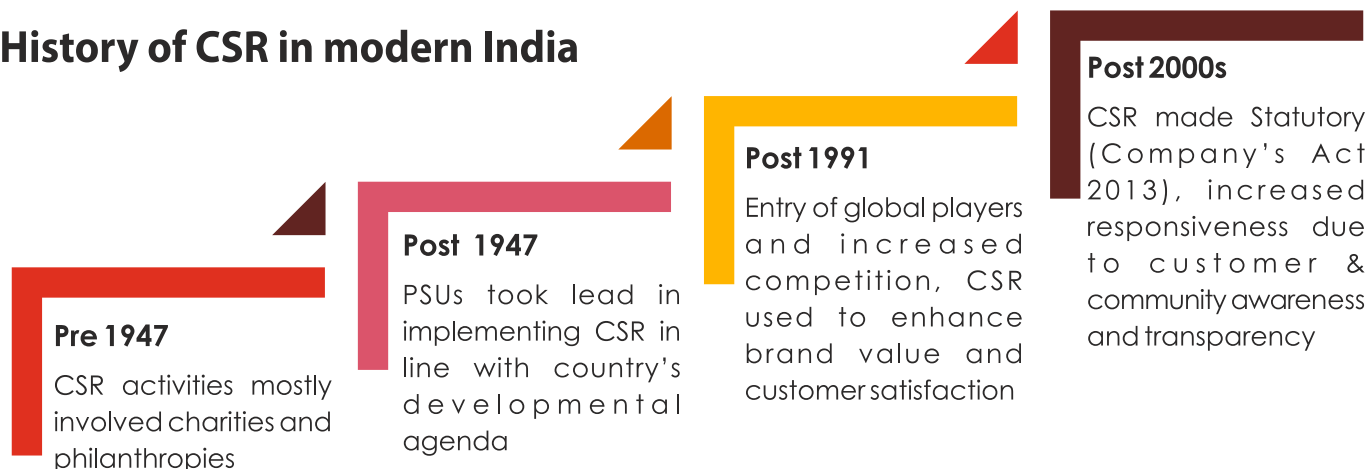 History of CSR in modern India
Pre 1947
CSR activities mostly
involved charities and
philanthropies
Post 1947
PSUs took lead in
implementing CSR in
line with country's
developmental
agenda
Post 1991
Entry of global players
and increased
competition, CSR
used to enhance
brand value and
customer satisfaction
Post 2000s
CSR made Statutory
(Company's Act
2013), increased
responsiveness due
to customer &
community awareness
and transparency